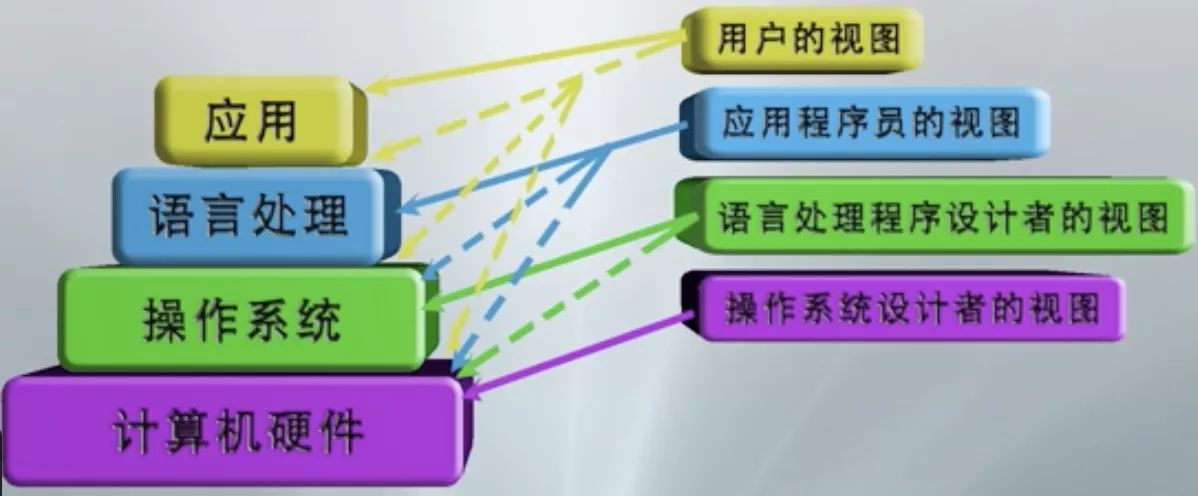 用户的视图
应用
应用程序员的视图
语言处理
语言处理程序设计者的视图
操作系统
操作系统设计者的视图
计算机硬件